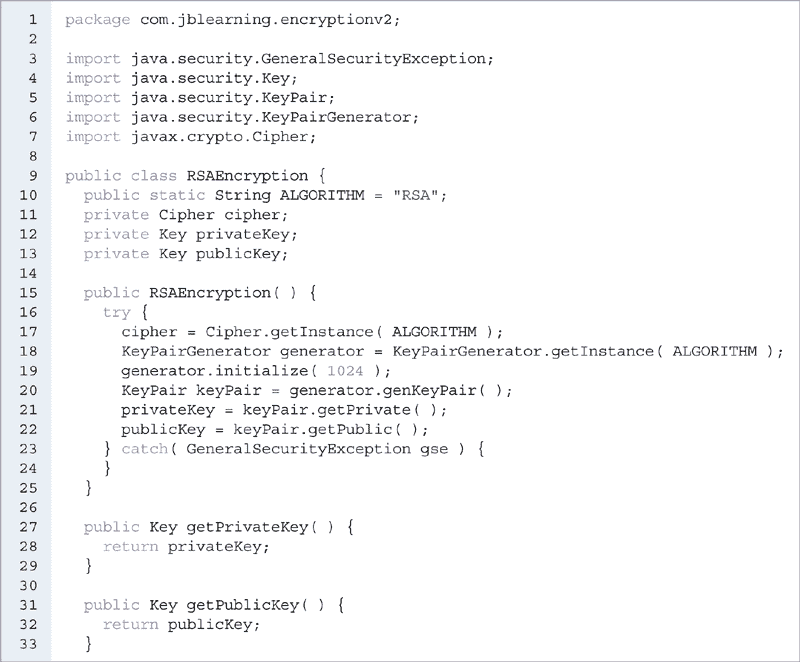 1 package com.jblearning.encryptionv2;
2
3 import java.security.GeneralSecurityException;
4 import java.security.Key;
5 import java.security.KeyPair;
6 import java.security.KeyPairGenerator;
7 import javax.crypto.Cipher;
8
9 public class RSAEncryption {
10   public static String ALGORITHM = "RSA";
11   private Cipher cipher;
12   private Key privateKey;
13   private Key publicKey;
14
15   public RSAEncryption( ) {
16     try {
17       cipher = Cipher.getInstance( ALGORITHM );
18       KeyPairGenerator generator = KeyPairGenerator.getInstance( ALGORITHM );
19       generator.initialize( 1024 );
20       KeyPair keyPair = generator.genKeyPair( );
21       privateKey = keyPair.getPrivate( );
22       publicKey = keyPair.getPublic( );
23     } catch( GeneralSecurityException gse ) {
24     }
25   }
26
27   public Key getPrivateKey( ) {
28     return privateKey;
29   }
30
31   public Key getPublicKey( ) {
32     return publicKey;
33   }